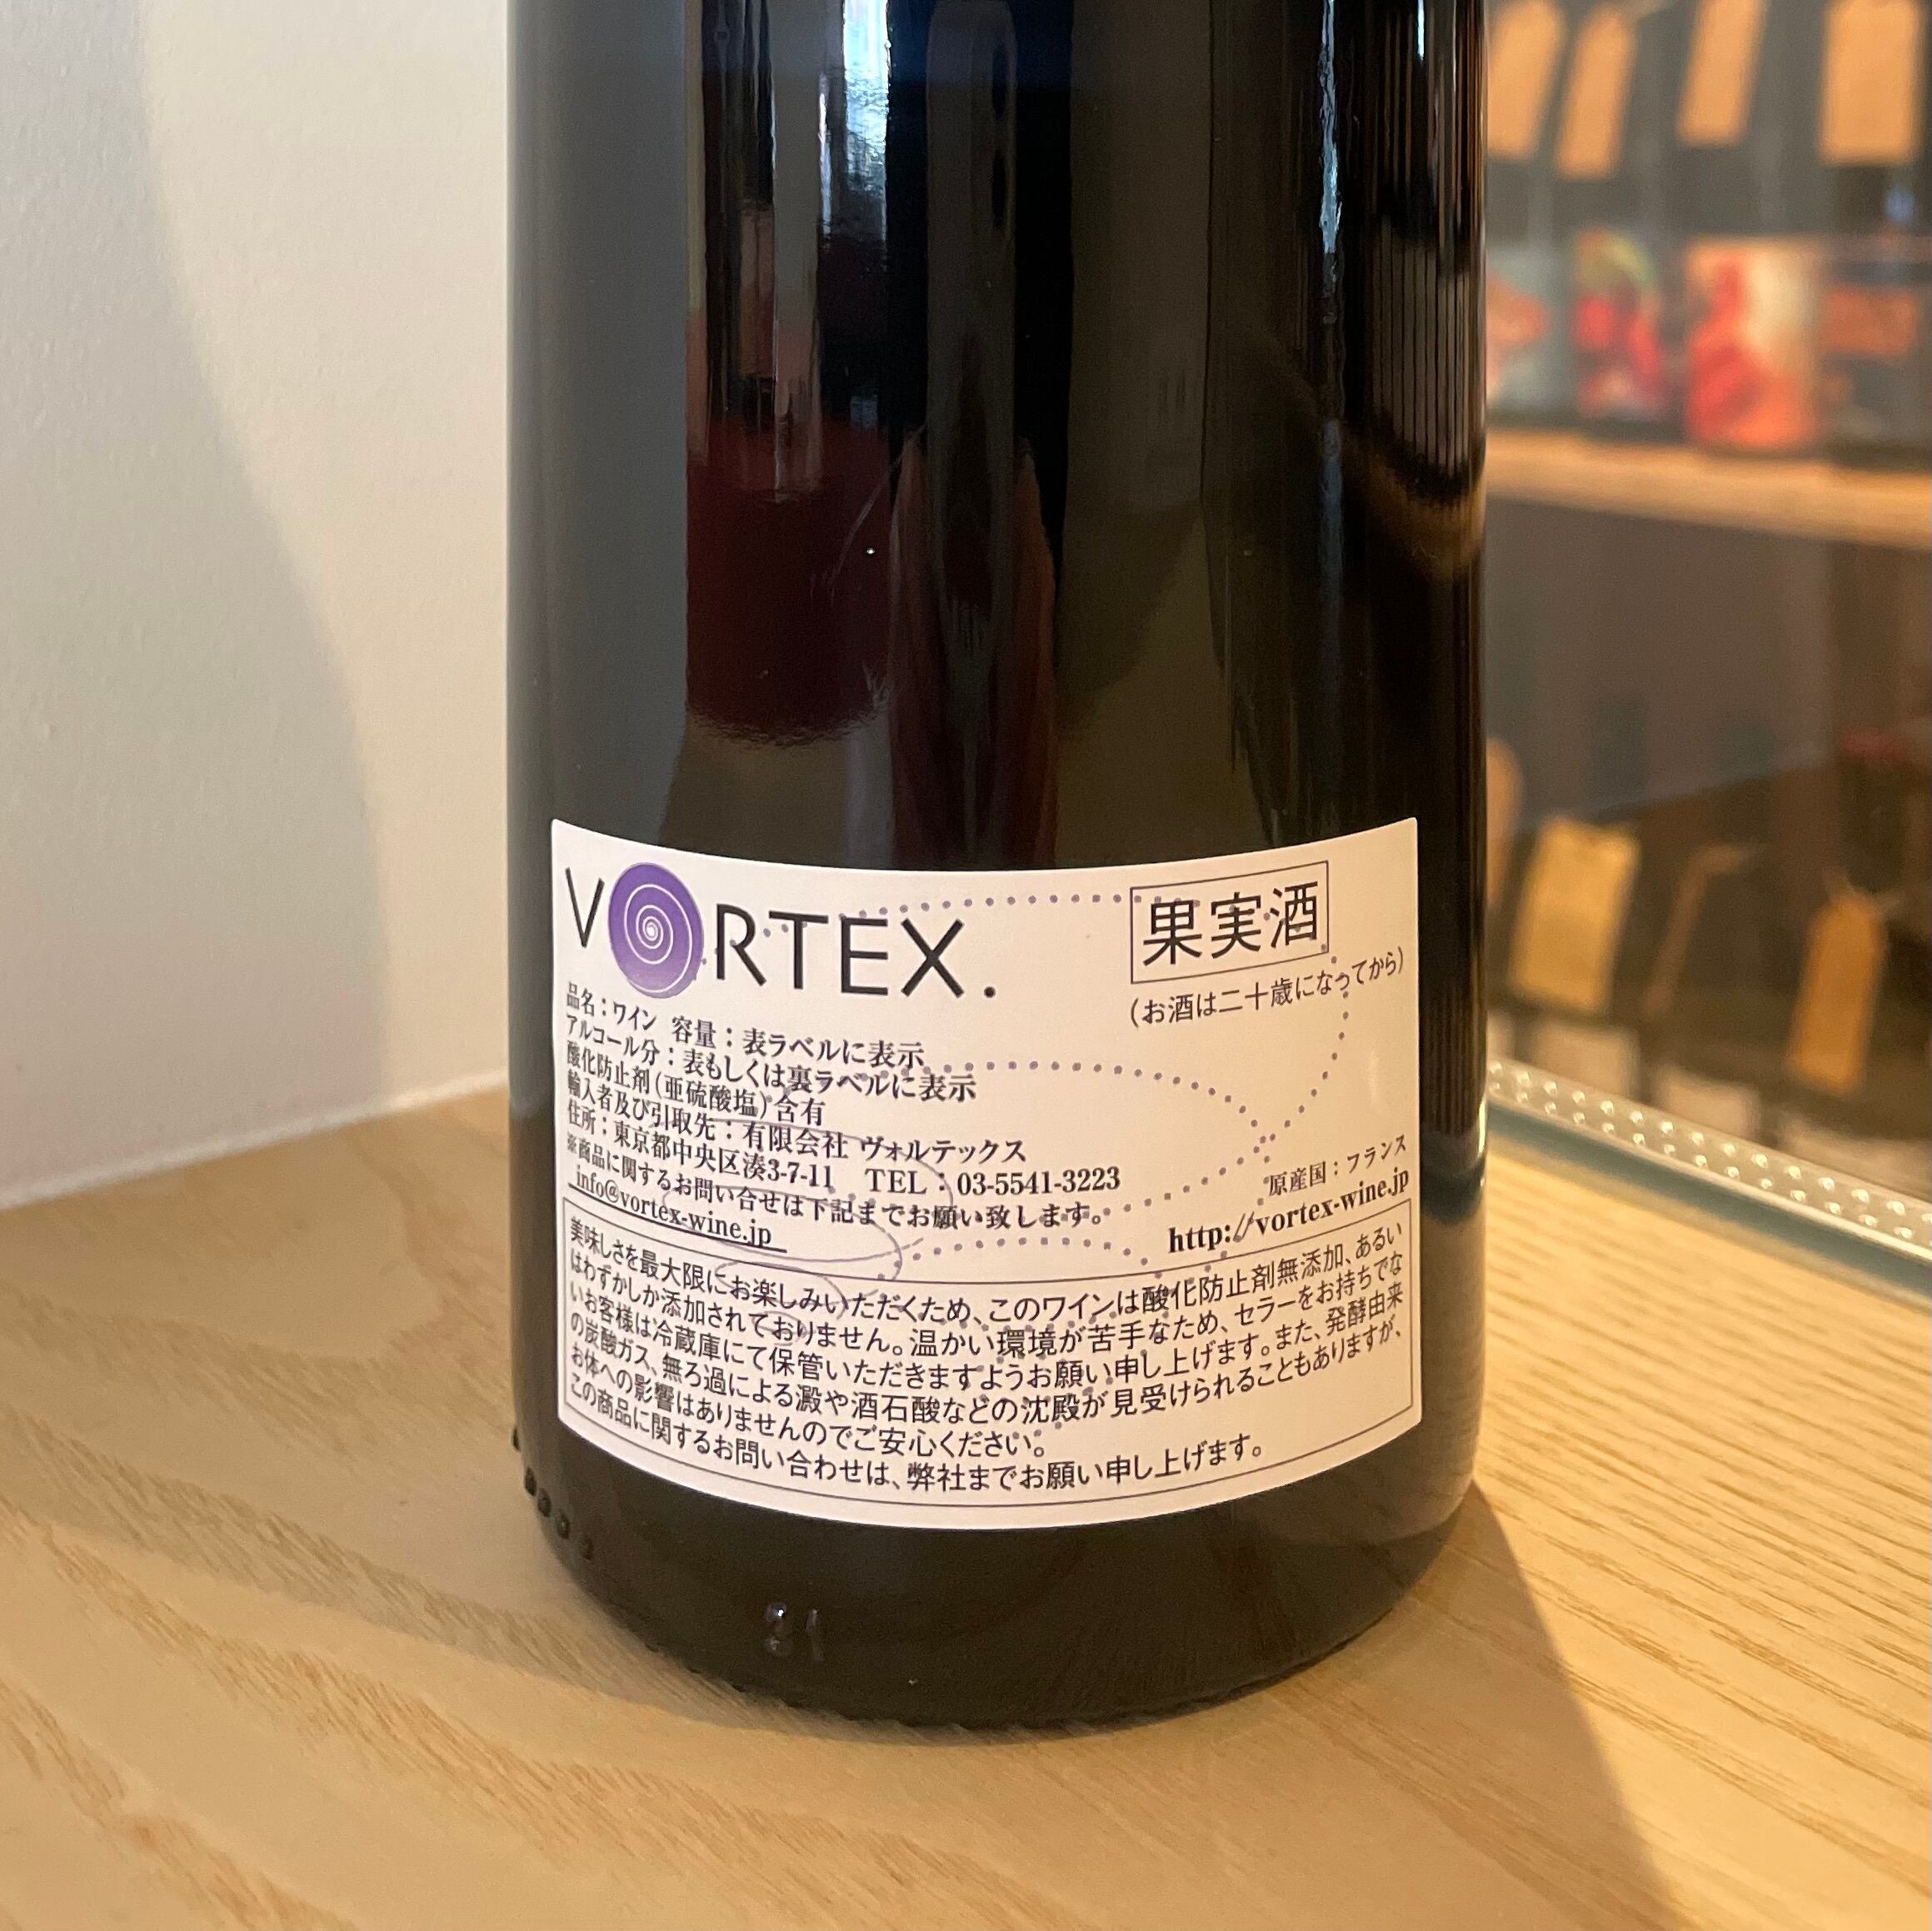 VORTEX.
果実酒
(お酒は二十歳になってから)
品名：ワイン 容量：表ラベルに表示
アルコール分：表もしくは裏ラベルに表示
酸化防止剤(亜硫酸塩)含有
輸入者及び引取先：有限会社 ヴォルテックス
住所：東京都中央区湊3-7-11 TEL：03-5541-3223
※商品に関するお問い合せは下記までお願い致します。
info@vortex-wine.jp
原産国：フランス
http://vortex-wine.jp
美味しさを最大限にお楽しみいただくため、このワインは酸化防止剤無添加、あるい
はわずかしか添加されておりません。温かい環境が苦手なため、セラーをお持ちでな
いお客様は冷蔵庫にて保管いただきますようお願い申し上げます。また、発酵由来
の炭酸ガス、無ろ過による澱や酒石酸などの沈殿が見受けられることもありますが、
お体への影響はありませんのでご安心ください。
この商品に関するお問い合わせは、弊社までお願い申し上げます。